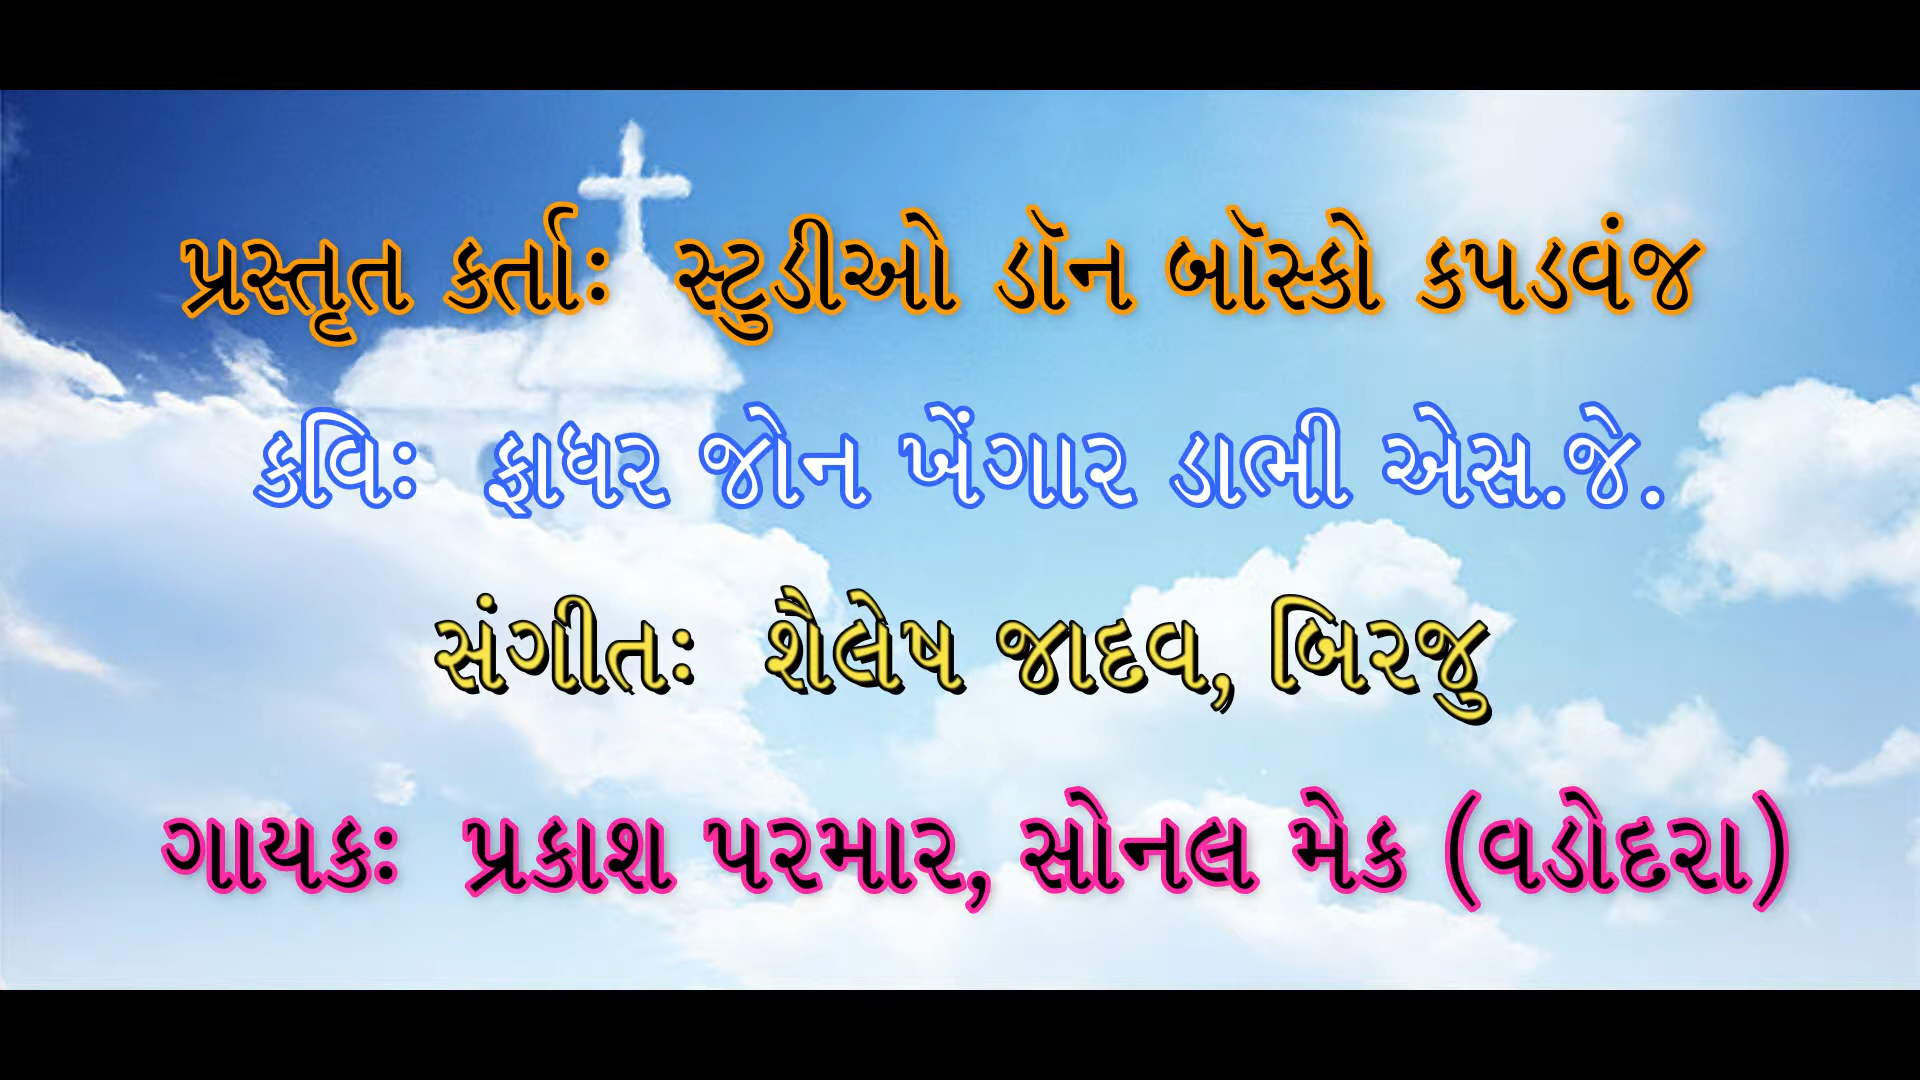 પ્રસ્તૃત કર્તાઃ સ્ટુડીઓ ડૉન બૉસ્કો કપડવંજ
કવિઃ ફાધર જોન ખેંગાર ડાભી એસ.જે.
સંગીતઃ શૈલેષ જાદવ, બિરજુ
ગાયકઃ પ્રકાશ પરમાર, સોનલ મેક (વડોદરા)